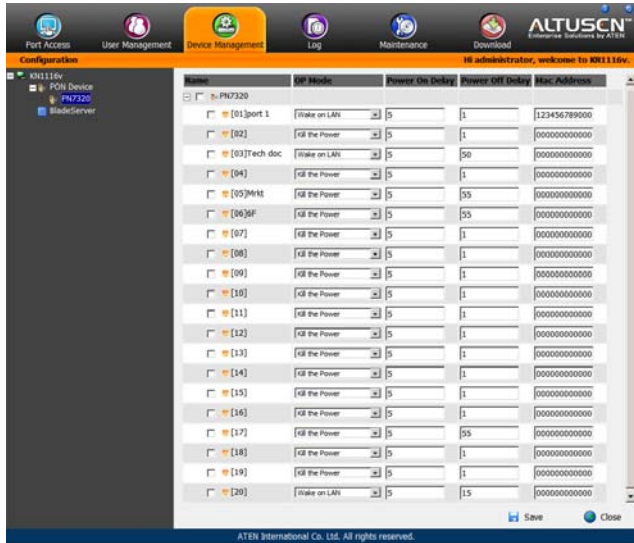 Port Access User Management Device Management Log Maintenance Download ALTUSEN™
Enterprise Solutions by ATEN
Configuration Hi administrator, welcome to KN1116v.
KN1116v
PON Device
PN7320
BladeServer
Name OP Mode Power On Delay Power Off Delay Mac Address
PN7320
[01]port 1 Wake on LAN 5 1 123456789000
[02] Kill the Power 5 1 000000000000
[03]Tech doc Wake on LAN 5 50 000000000000
[04] Kill the Power 5 1 000000000000
[05]Mrkt Kill the Power 5 55 000000000000
[06]6F Kill the Power 5 55 000000000000
[07] Kill the Power 5 1 000000000000
[08] Kill the Power 5 1 000000000000
[09] Kill the Power 5 1 000000000000
[10] Kill the Power 5 1 000000000000
[11] Kill the Power 5 1 000000000000
[12] Kill the Power 5 1 000000000000
[13] Kill the Power 5 1 000000000000
[14] Kill the Power 5 1 000000000000
[15] Kill the Power 5 1 000000000000
[16] Kill the Power 5 1 000000000000
[17] Kill the Power 5 55 000000000000
[18] Kill the Power 5 1 000000000000
[19] Kill the Power 5 1 000000000000
[20] Wake on LAN 5 15 000000000000
Save Close
ATEN International Co. Ltd. All rights reserved.